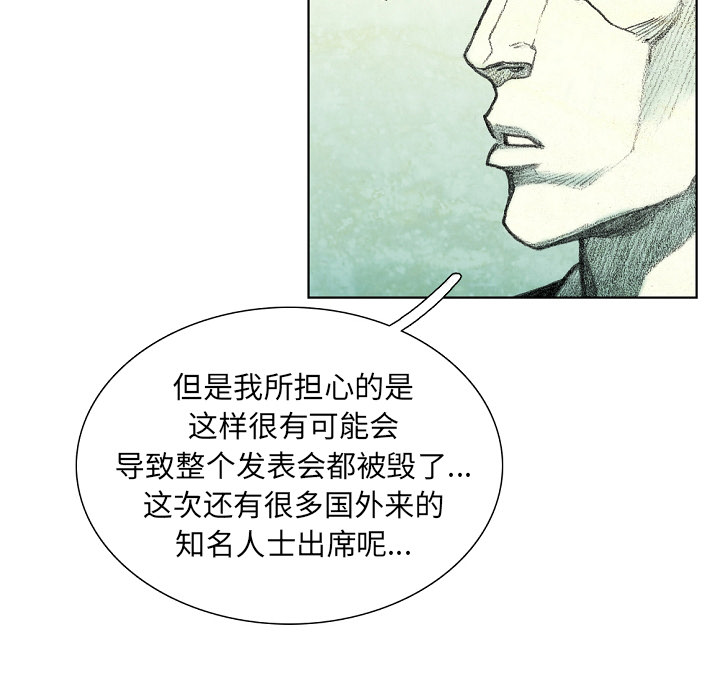 但是我所担心的是
这样很有可能会
导致整个发表会都被毁了...
这次还有很多国外来的
知名人士出席呢...